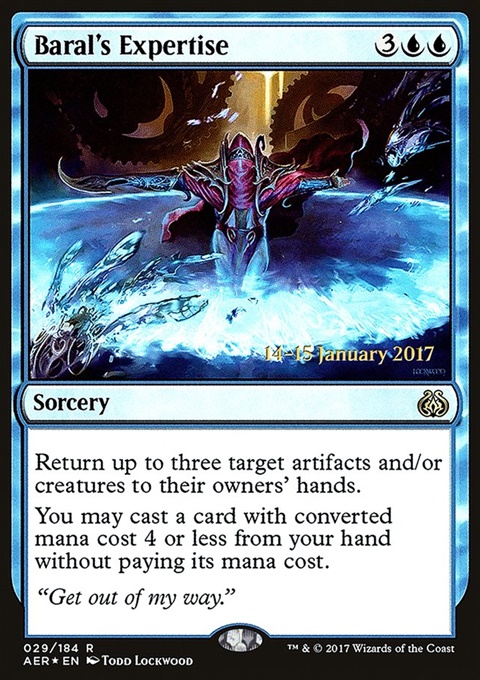 Baral's Expertise 3
14-15 January 2017
LOCKWOOD
Sorcery
Return up to three target artifacts and/or
creatures to their owners' hands.
You may cast a card with converted
mana cost 4 or less from your hand
without paying its mana cost.
“Get out of my way.”
029/184 R
™ & © 2017 Wizards of the Coast
AER★EN Todd Lockwood